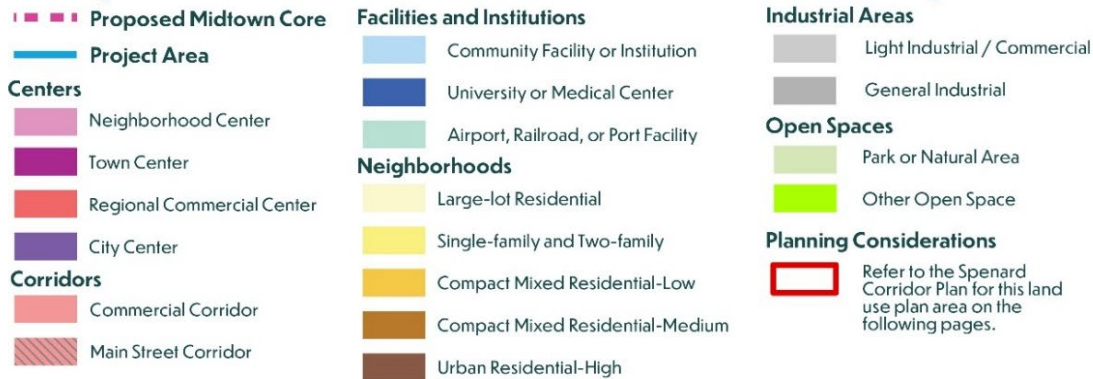 Proposed Midtown Core
Project Area
Centers
Neighborhood Center
Town Center
Regional Commercial Center
City Center
Corridors
Commercial Corridor
Main Street Corridor
Facilities and Institutions
Community Facility or Institution
University or Medical Center
Airport, Railroad, or Port Facility
Neighborhoods
Large-lot Residential
Single-family and Two-family
Compact Mixed Residential-Low
Compact Mixed Residential-Medium
Urban Residential-High
Industrial Areas
Light Industrial / Commercial
General Industrial
Open Spaces
Park or Natural Area
Other Open Space
Planning Considerations
Refer to the Spenard
Corridor Plan for this land
use plan area on the
following pages.